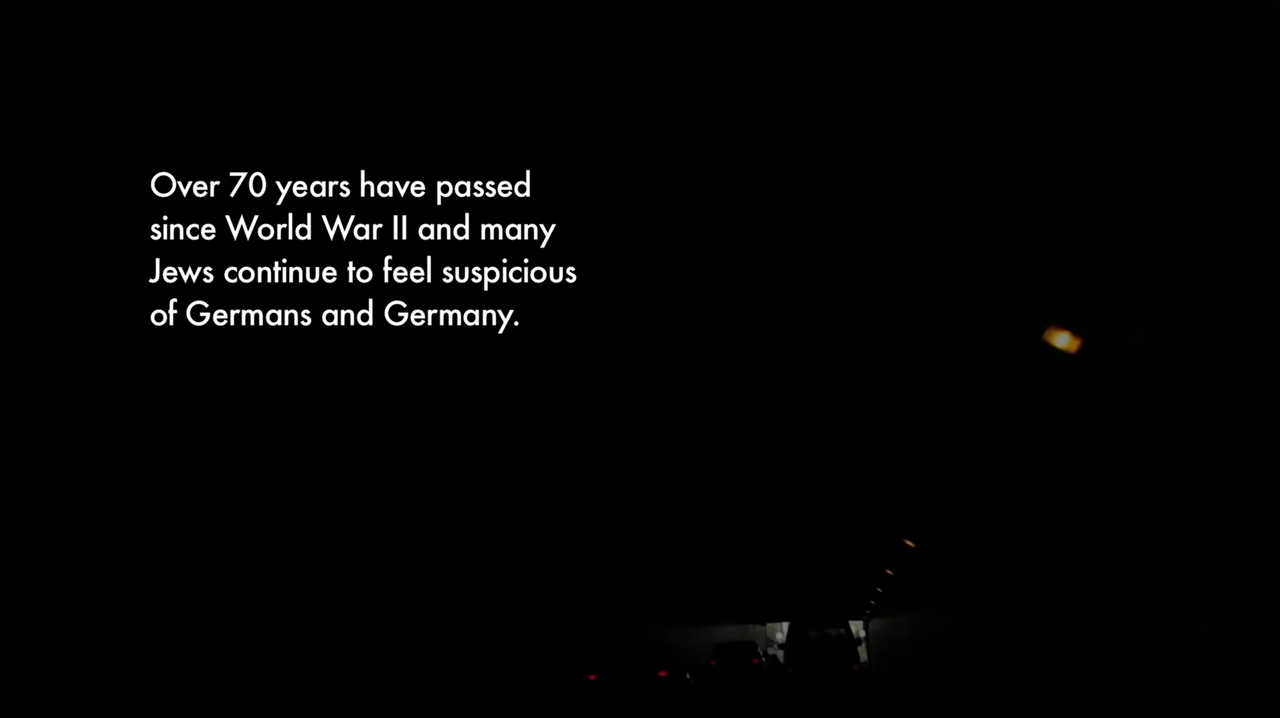 Over 70 years have passed
since World War II and many
Jews continue to feel suspicious
of Germans and Germany.